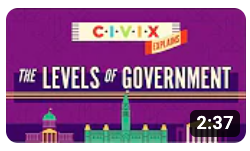 C·I·V·I·X
EXPLAINS
THE LEVELS OF GOVERNMENT
2:37